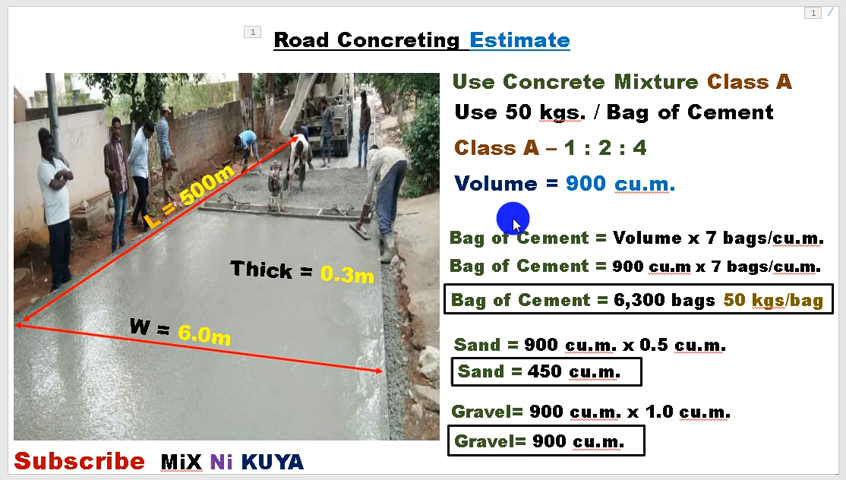 1
1
Road Concreting Estimate
Use Concrete Mixture Class A
Use 50 kgs. / Bag of Cement
Class A – 1 : 2 : 4
Volume = 900 cu.m.
L = 500m
Thick = 0.3m
W = 6.0m
Bag of Cement = Volume x 7 bags/cu.m.
Bag of Cement = 900 cu.m x 7 bags/cu.m.
Bag of Cement = 6,300 bags 50 kgs/bag
Sand = 900 cu.m. x 0.5 cu.m.
Sand = 450 cu.m.
Gravel= 900 cu.m. x 1.0 cu.m.
Gravel= 900 cu.m.
Subscribe MiX Ni KUYA